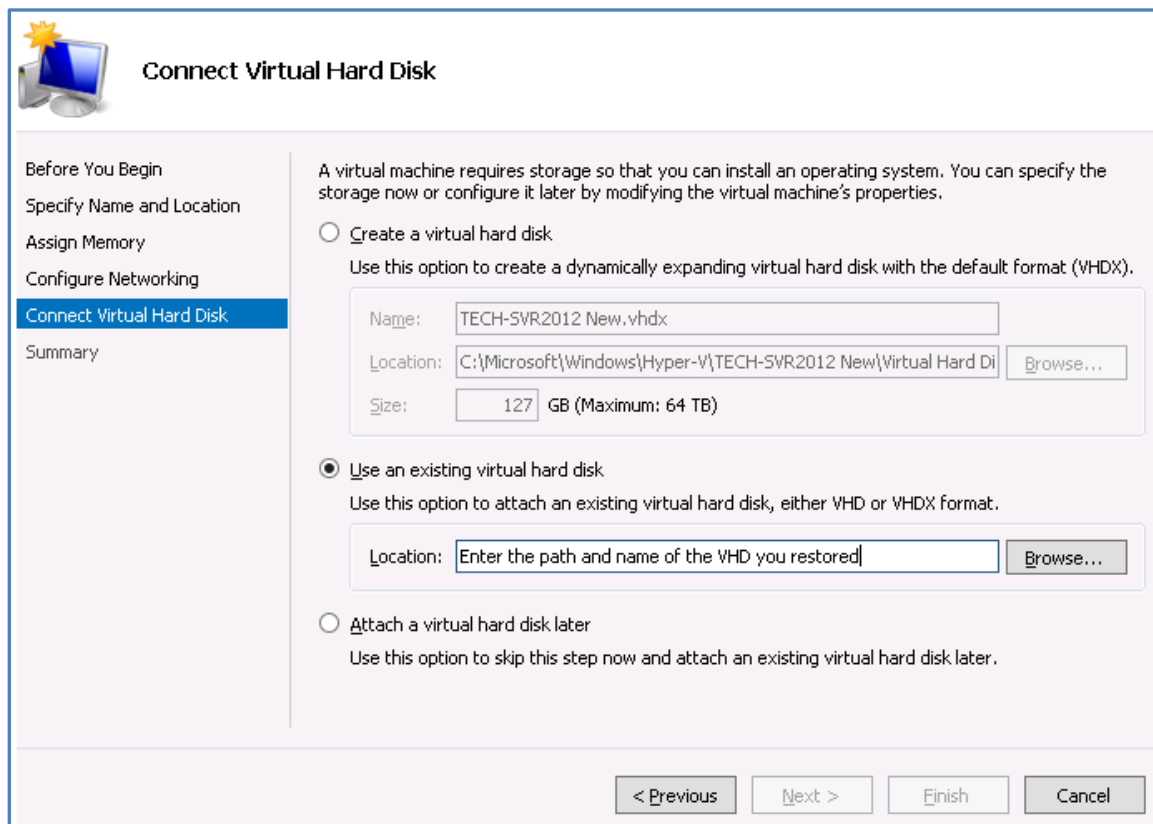 Connect Virtual Hard Disk
Before You Begin
Specify Name and Location
Assign Memory
Configure Networking
Connect Virtual Hard Disk
Summary
A virtual machine requires storage so that you can install an operating system. You can specify the
storage now or configure it later by modifying the virtual machine's properties.
Create a virtual hard disk
Use this option to create a dynamically expanding virtual hard disk with the default format (VHDX).
Name: TECH-SVR2012 New.vhdx
Location: C:\Microsoft\Windows\Hyper-V\TECH-SVR2012 New\Virtual Hard Di Browse...
Size: 127 GB (Maximum: 64 TB)
Use an existing virtual hard disk
Use this option to attach an existing virtual hard disk, either VHD or VHDX format.
Location: Enter the path and name of the VHD you restored Browse...
Attach a virtual hard disk later
Use this option to skip this step now and attach an existing virtual hard disk later.
< Previous Next > Finish Cancel